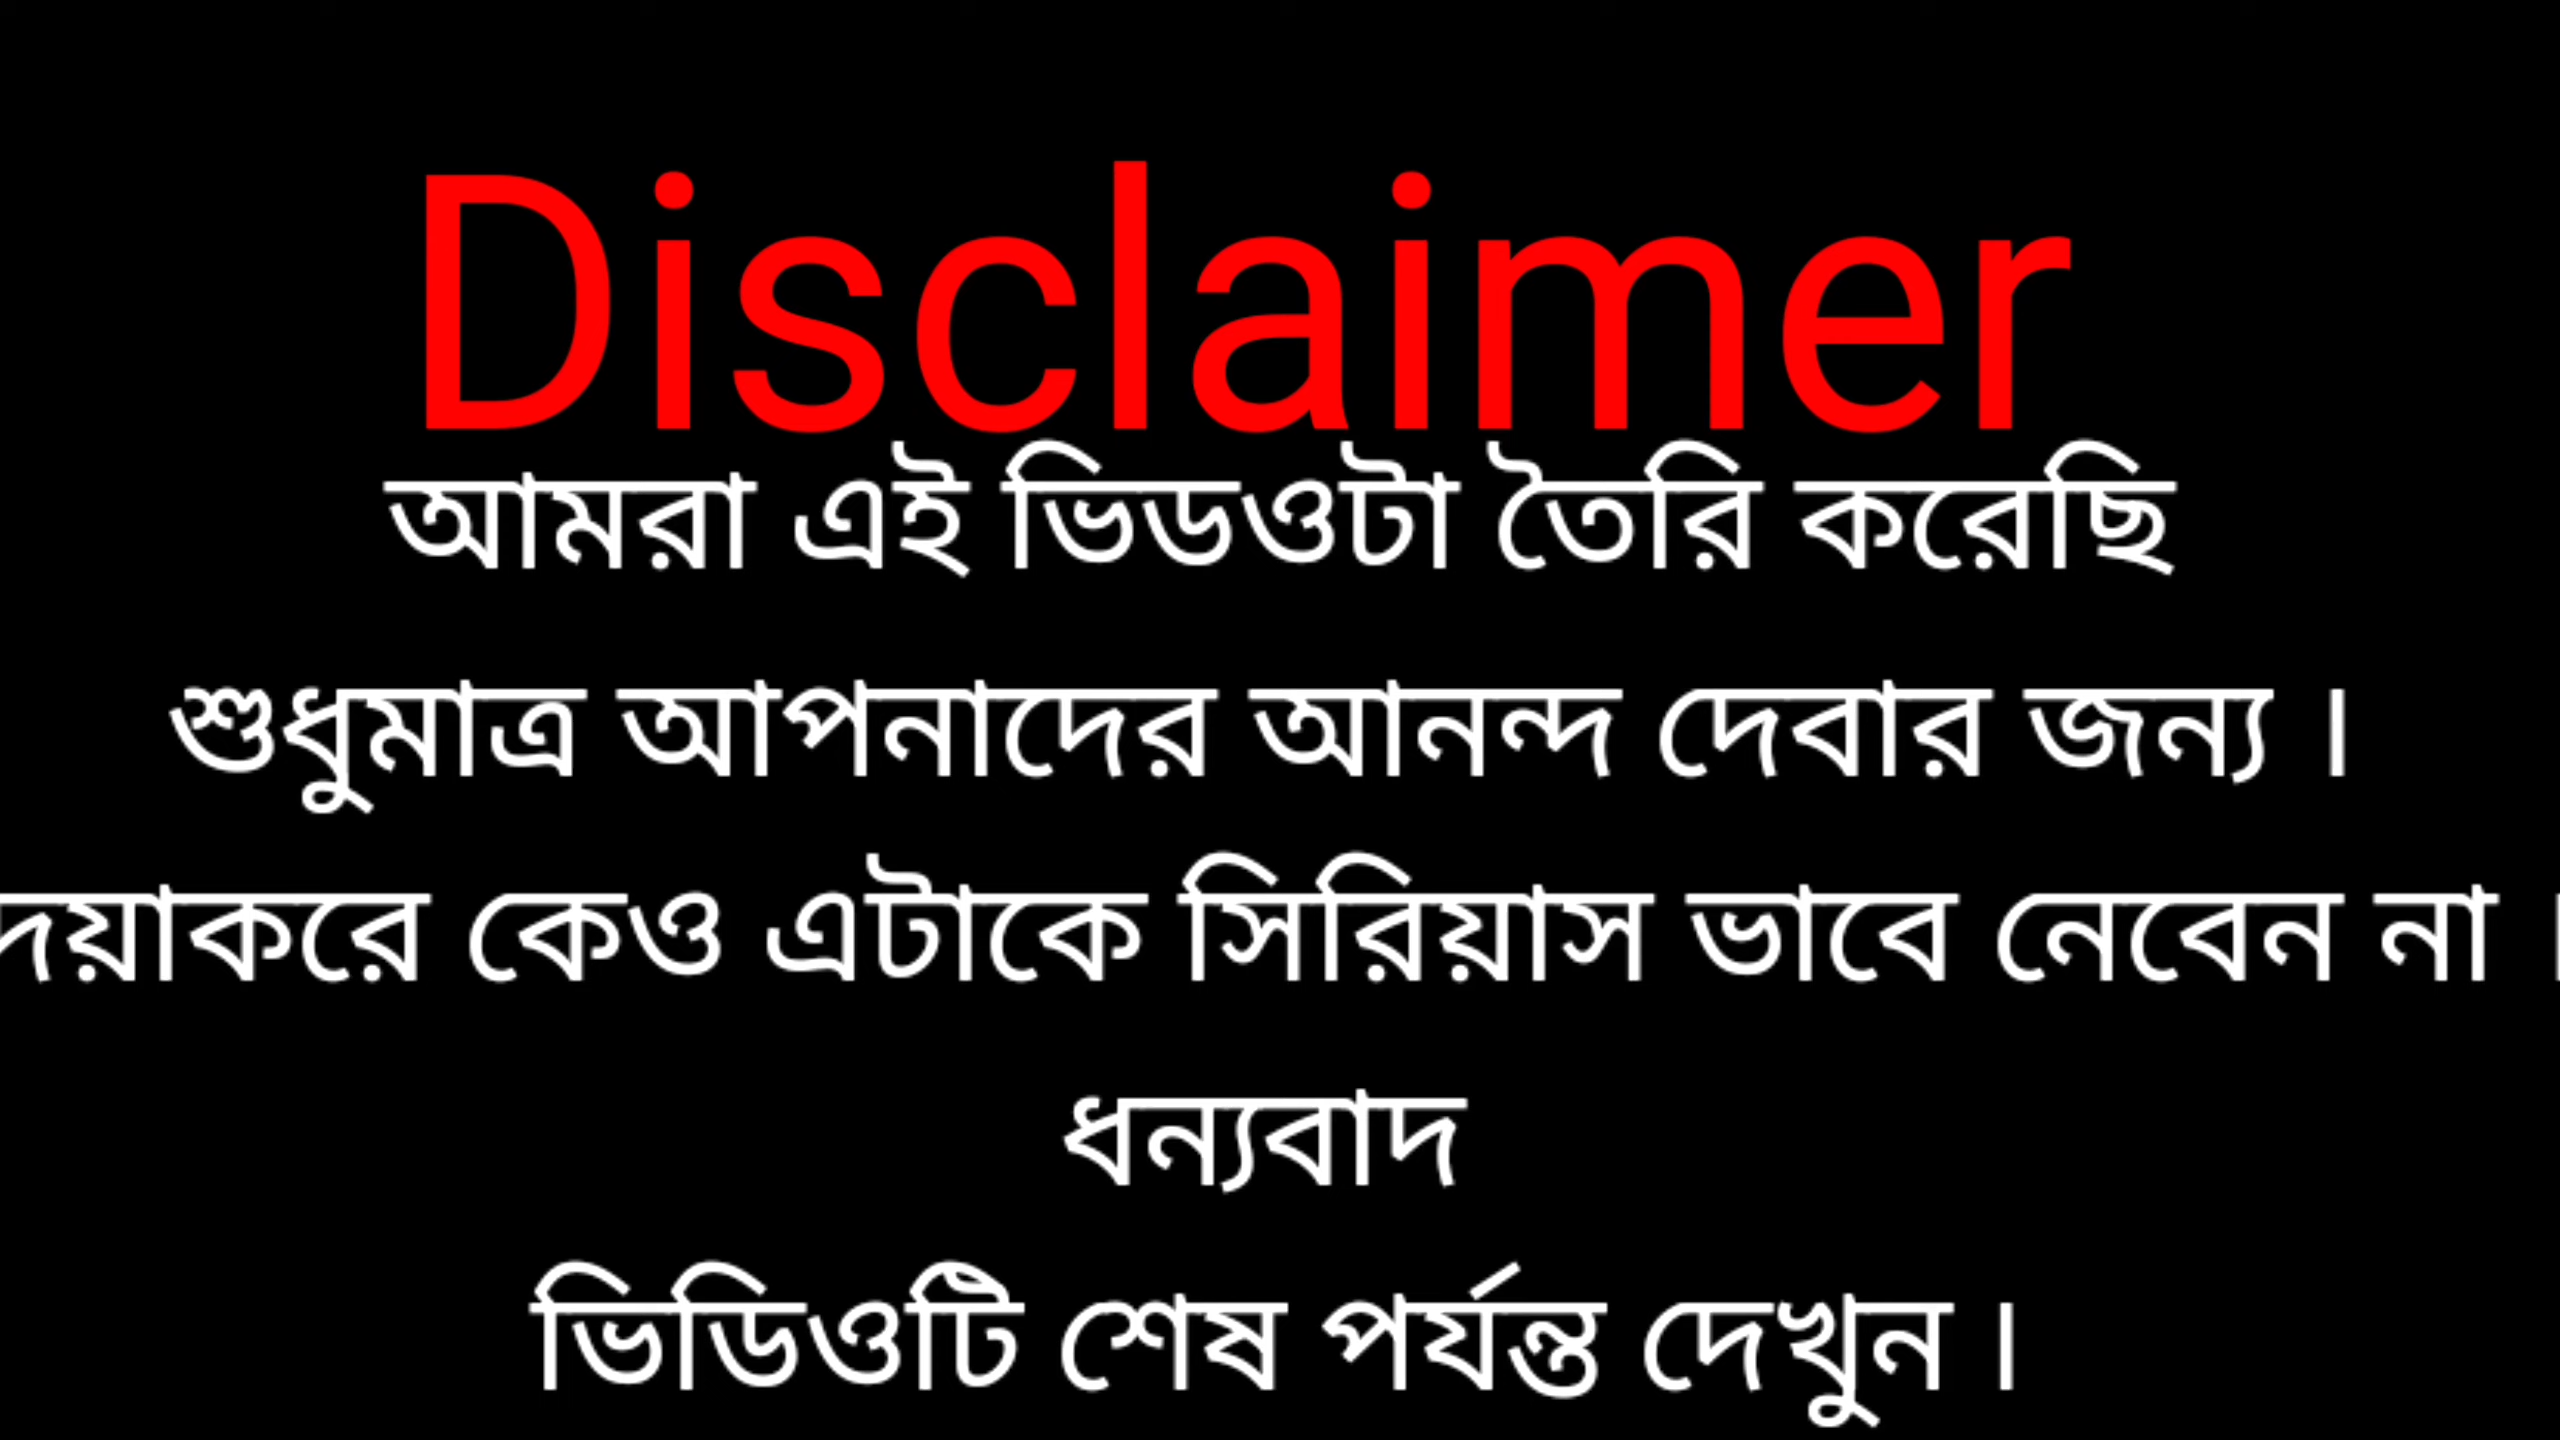 Disclaimer
আমরা এই ভিডওটা তৈরি করেছি
শুধুমাত্র আপনাদের আনন্দ দেবার জন্য ।
দয়াকরে কেও এটাকে সিরিয়াস ভাবে নেবেন না ।
ধন্যবাদ
ভিডিওটি শেষ পর্যন্ত দেখুন ।